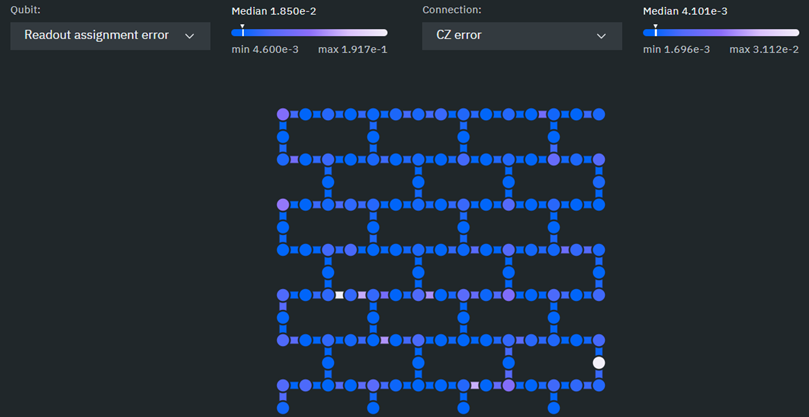 Qubit:
Readout assignment error
Median 1.850e-2
min 4.600e-3 max 1.917e-1
Connection:
CZ error
Median 4.101e-3
min 1.696e-3 max 3.112e-2